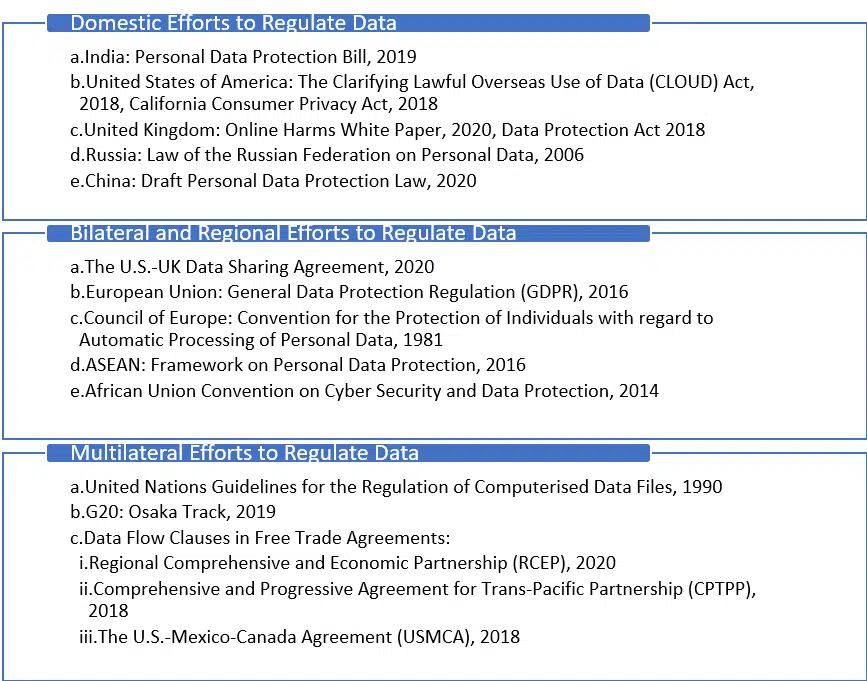 Domestic Efforts to Regulate Data
a.India: Personal Data Protection Bill, 2019
b.United States of America: The Clarifying Lawful Overseas Use of Data (CLOUD) Act,
2018, California Consumer Privacy Act, 2018
c.United Kingdom: Online Harms White Paper, 2020, Data Protection Act 2018
d.Russia: Law of the Russian Federation on Personal Data, 2006
e.China: Draft Personal Data Protection Law, 2020
Bilateral and Regional Efforts to Regulate Data
a.The U.S.-UK Data Sharing Agreement, 2020
b.European Union: General Data Protection Regulation (GDPR), 2016
c.Council of Europe: Convention for the Protection of Individuals with regard to
Automatic Processing of Personal Data, 1981
d.ASEAN: Framework on Personal Data Protection, 2016
e.African Union Convention on Cyber Security and Data Protection, 2014
Multilateral Efforts to Regulate Data
a.United Nations Guidelines for the Regulation of Computerised Data Files, 1990
b.G20: Osaka Track, 2019
c.Data Flow Clauses in Free Trade Agreements:
i.Regional Comprehensive and Economic Partnership (RCEP), 2020
ii.Comprehensive and Progressive Agreement for Trans-Pacific Partnership (CPTPP),
2018
iii.The U.S.-Mexico-Canada Agreement (USMCA), 2018